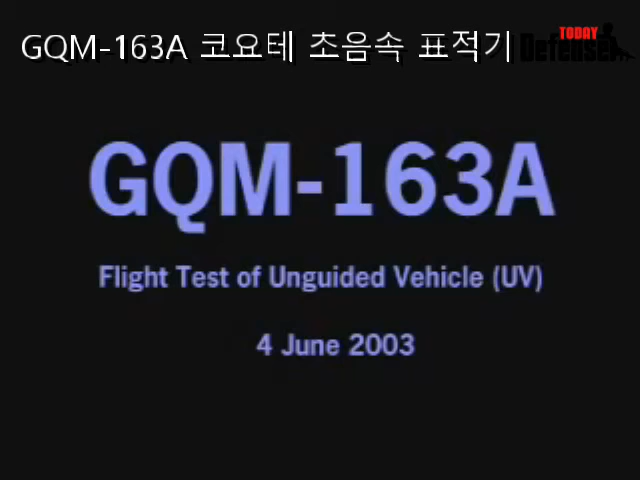 GQM-163A 코요테 초음속 표적기
TODAY
Defense
GQM-163A
Flight Test of Unguided Vehicle (UV)
4 June 2003